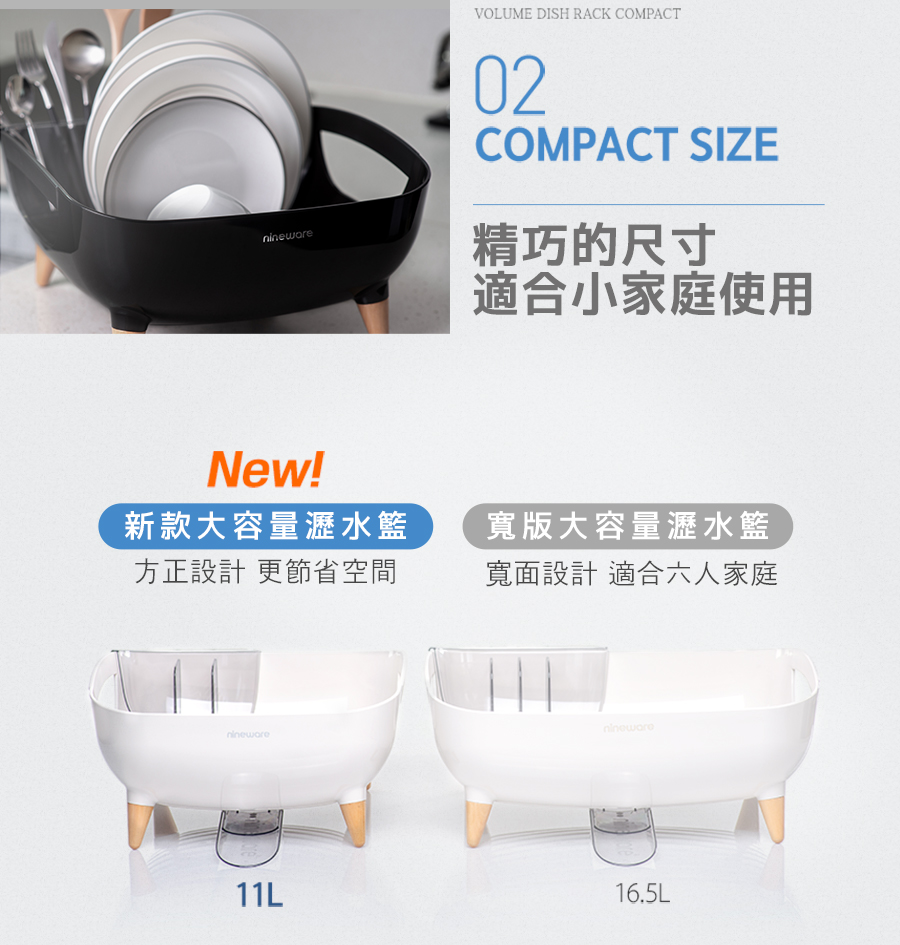 VOLUME DISH RACK COMPACT
02
COMPACT SIZE
精巧的尺寸
適合小家庭使用
nineware
New!
新款大容量瀝水籃
方正設計 更節省空間
寬版大容量瀝水籃
寬面設計 適合六人家庭
nineware
nineware
11L
16.5L